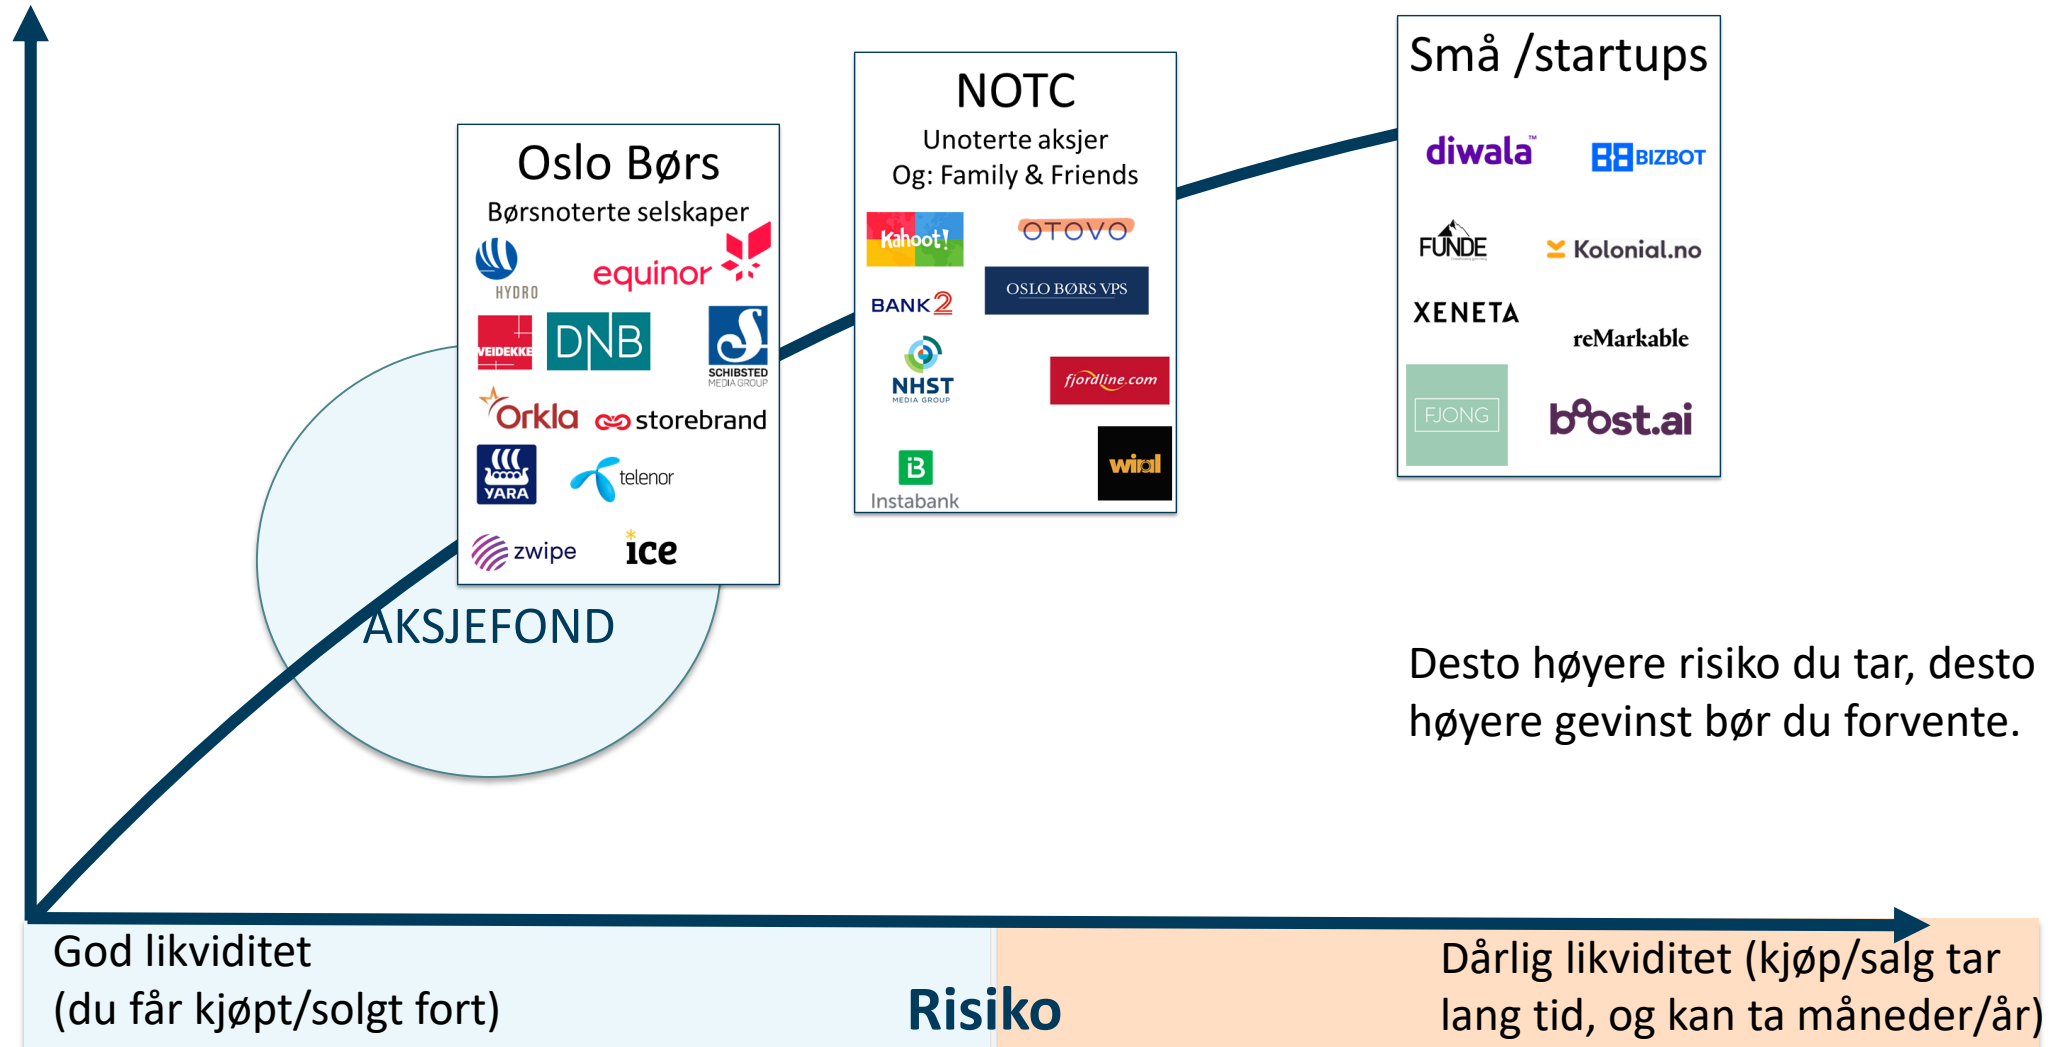 Oslo Børs
Børsnoterte selskaper
HYDRO
equinor
VEIDEKKE
DNB
SCHIBSTED
MEDIA GROUP
Orkla
storebrand
YARA
telenor
zwipe
ice
AKSJEFOND
NOTC
Unoterte aksjer
Og: Family & Friends
Kahoot!
OTOVO
BANK2
OSLO BØRS VPS
NHST
MEDIA GROUP
fjordline.com
Instabank
wiral
Små /startups
diwala™
BIZBOT
FUNDE
Kolonial.no
XENETA
reMarkable
FJONG
boost.ai
Desto høyere risiko du tar, desto
høyere gevinst bør du forvente.
God likviditet
(du får kjøpt/solgt fort)
Risiko
Dårlig likviditet (kjøp/salg tar
lang tid, og kan ta måneder/år)